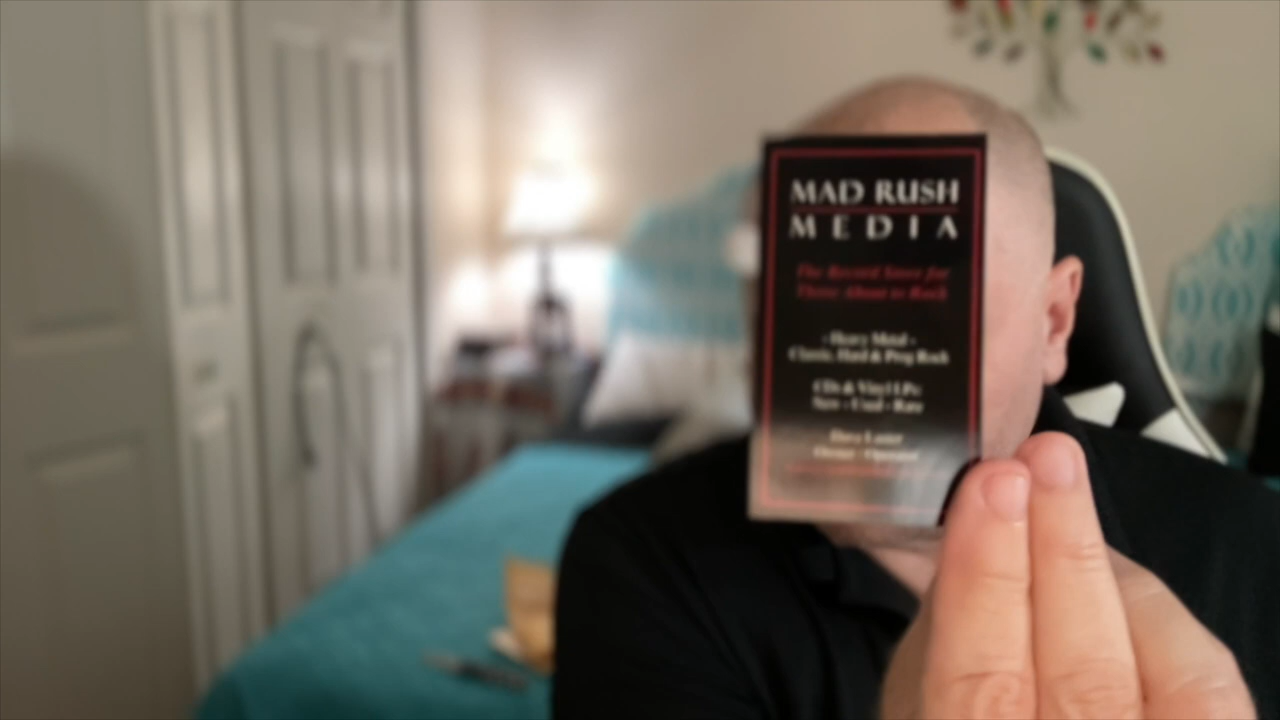 MAD RUSH
MEDIA
The Record Store for
Those About to Rock
- Heavy Metal -
Classic, Hard & Prog Rock
CDs & Vinyl LPs
New - Used - Rare
Owner - Operator